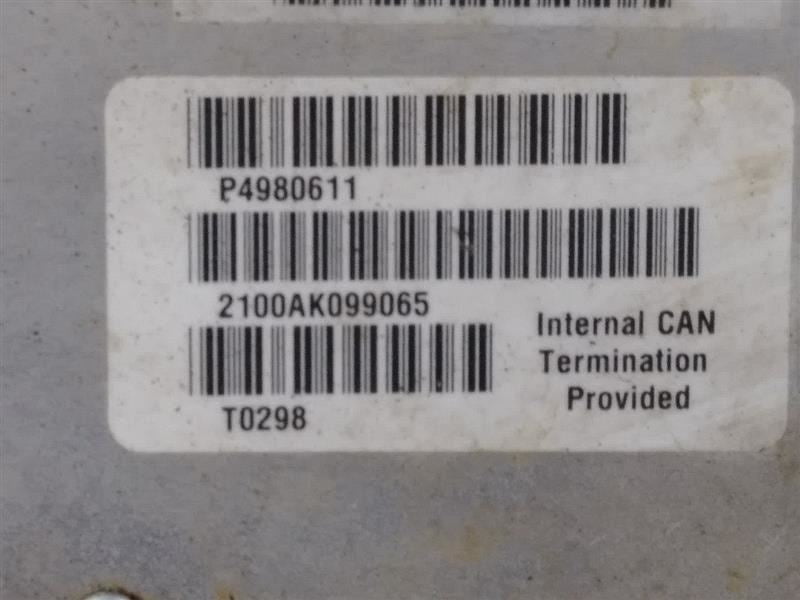 P4980611
2100AK099065
Internal CAN
Termination
Provided
T0298